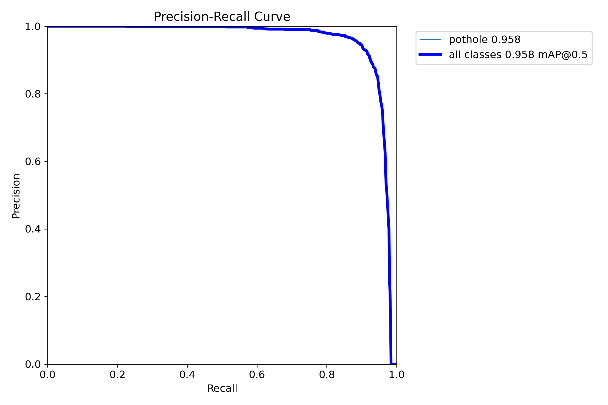 Precision-Recall Curve
pothole 0.958
all classes 0.958 mAP@0.5
1.0
0.8
0.6
0.4
0.2
0.0
Precision
0.0 0.2 0.4 0.6 0.8 1.0
Recall